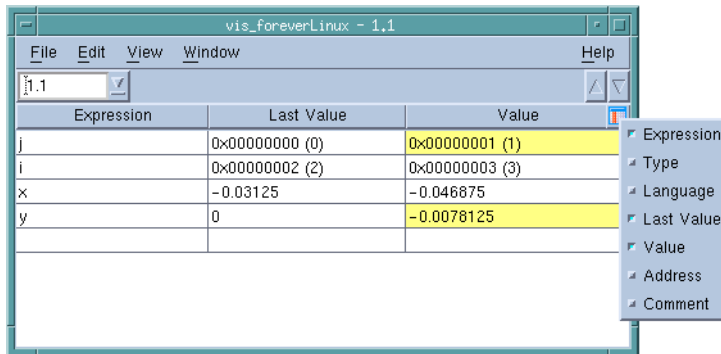 vis_foreverLinux - 1.1
File Edit View Window Help
1.1
Expression Last Value Value
j 0x00000000 (0) 0x00000001 (1)
i 0x00000002 (2) 0x00000003 (3)
x -0.03125 -0.046875
y 0 -0.0078125
Expression
Type
Language
Last Value
Value
Address
Comment